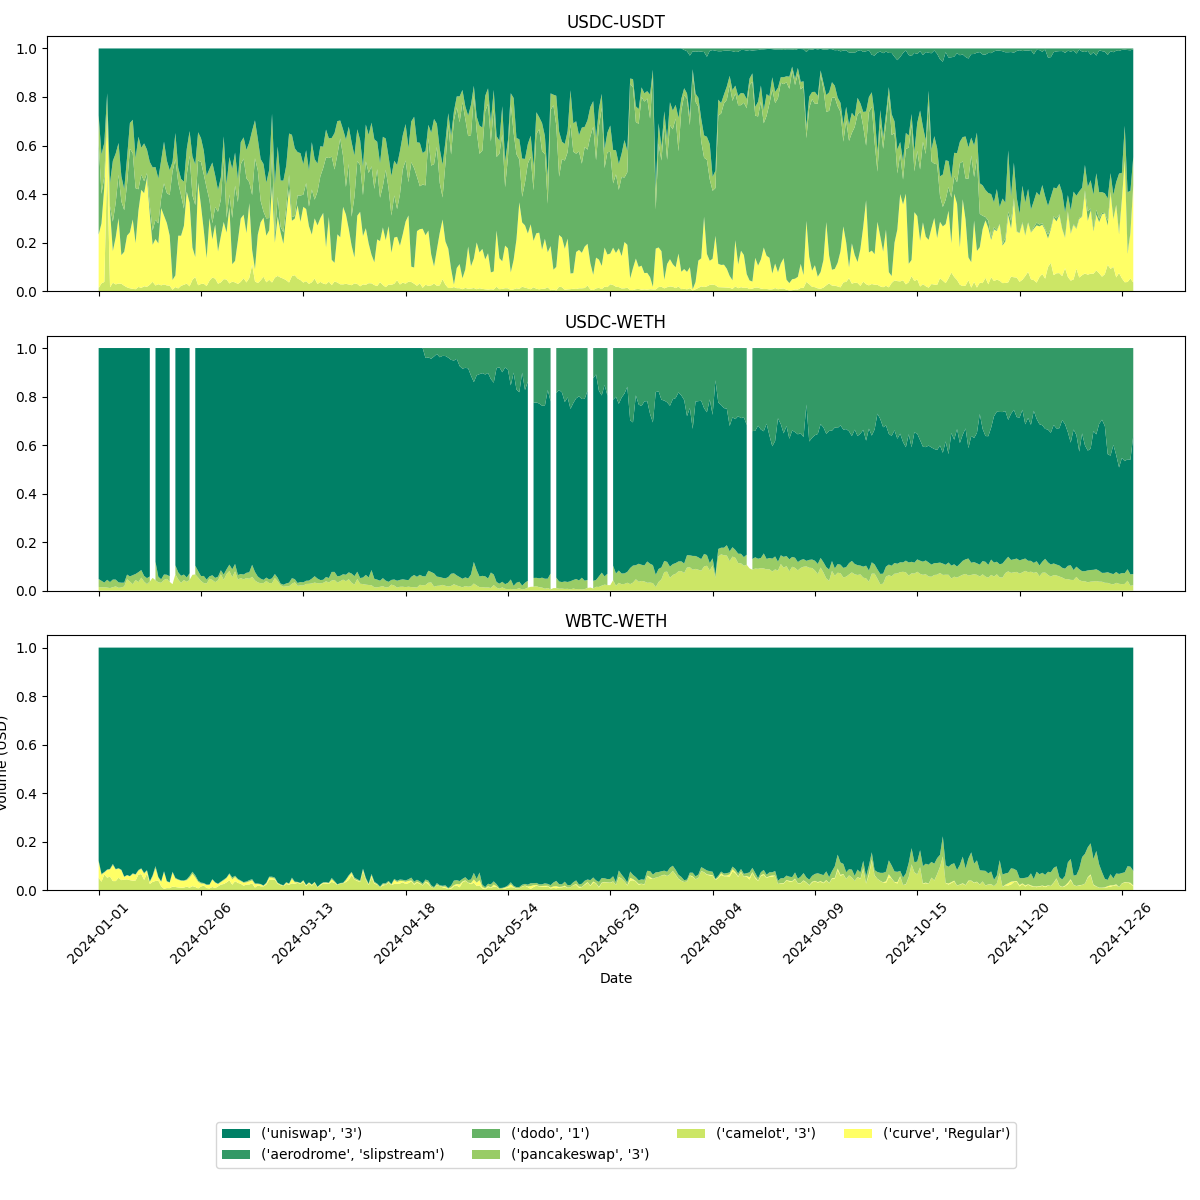 USDC-USDT
1.0
0.8
0.6
0.4
0.2
0.0
USDC-WETH
1.0
0.8
0.6
0.4
0.2
0.0
WBTC-WETH
1.0
0.8
0.6
0.4
0.2
0.0
Volume (USD)
2024-01-01
2024-02-06
2024-03-13
2024-04-18
2024-05-24
2024-06-29
2024-08-04
2024-09-09
2024-10-15
2024-11-20
2024-12-26
Date
('uniswap', '3')
('aerodrome', 'slipstream')
('dodo', '1')
('pancakeswap', '3')
('camelot', '3')
('curve', 'Regular')